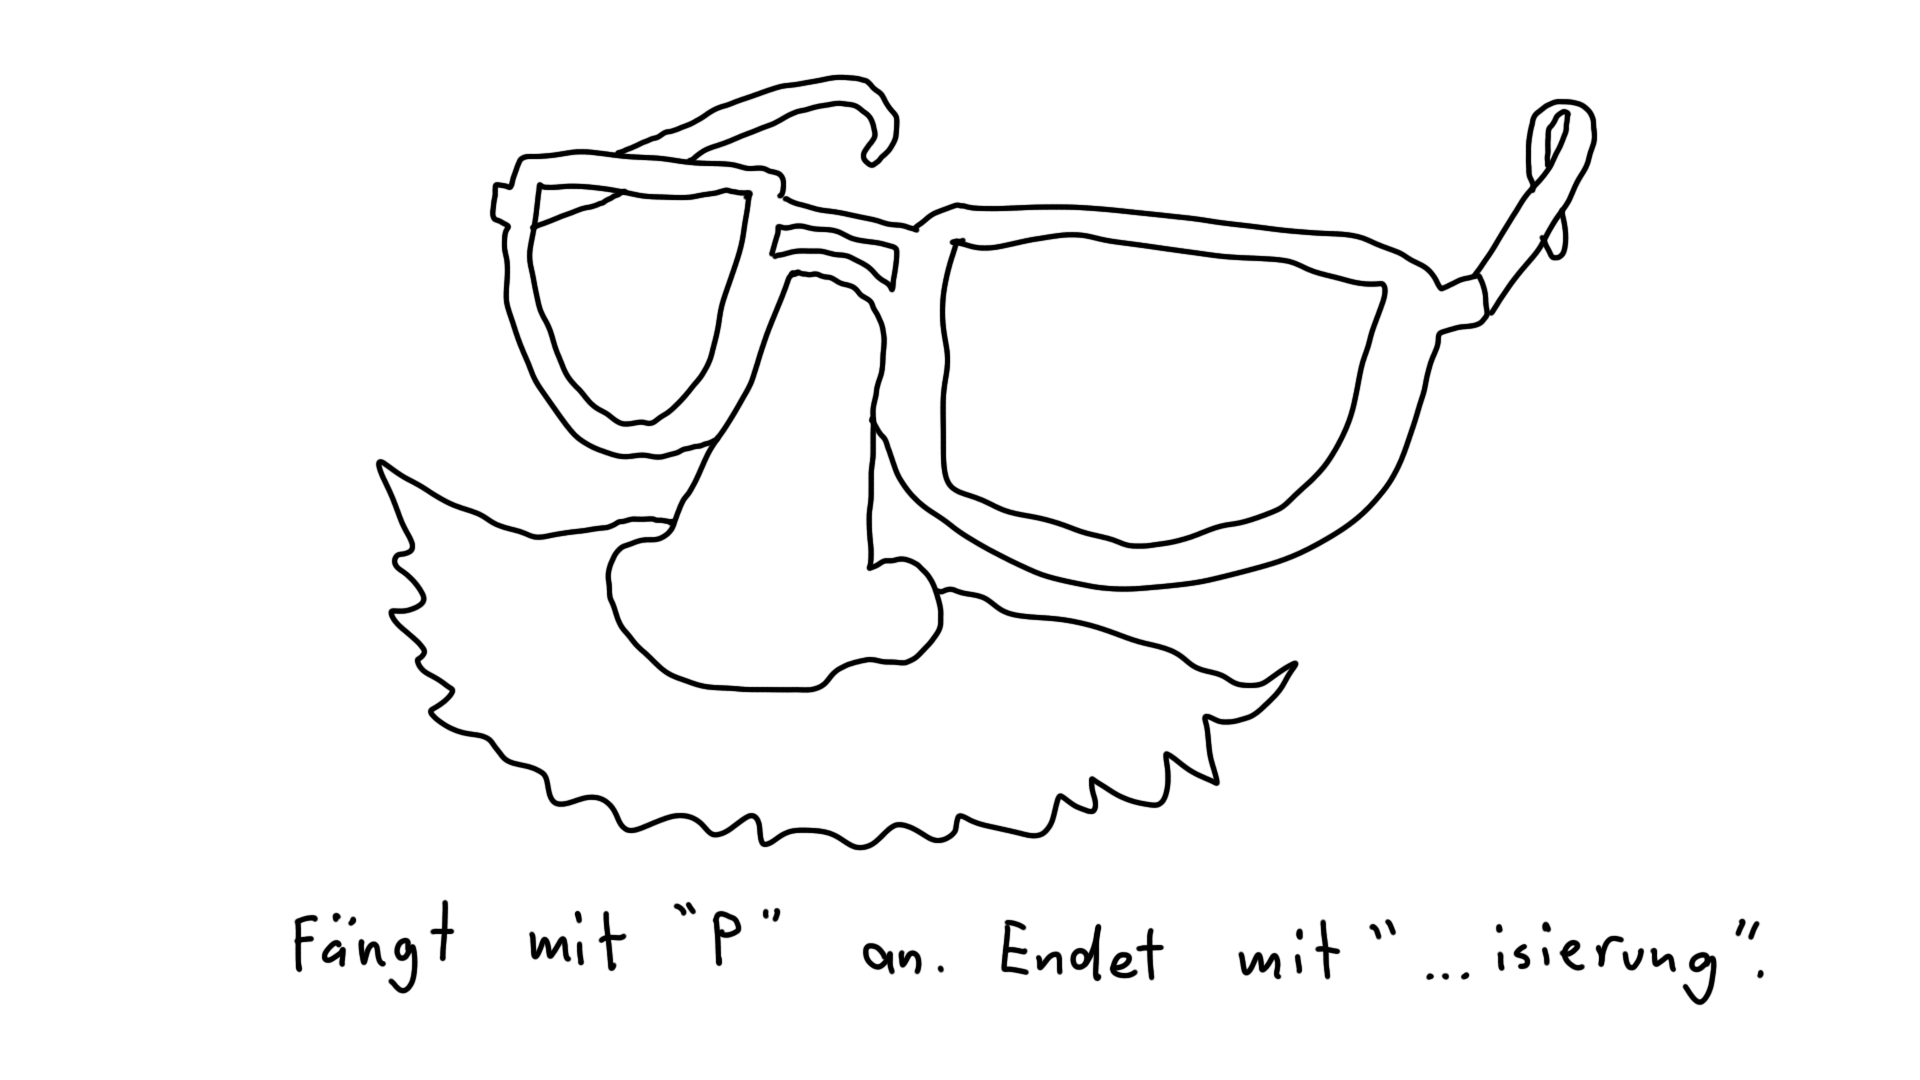 Fängt mit "P" an. Endet mit "... isierung".